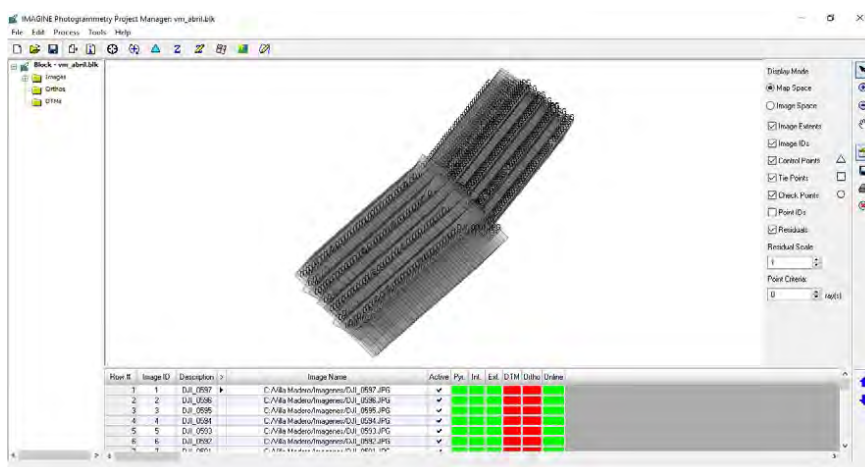 IMAGINE Photogrammetry Project Manager: vm_abril.blk
File Edit Process Tools Help
Block - vm_abril.blk
Images
Orthos
DTMs
Display Mode
Map Space
Image Space
Image Extents
Image IDs
Control Points
Tie Points
Check Points
Point IDs
Residuals
Residual Scale
1
Point Criteria:
0 ray(s)
Row # Image ID Description > Image Name Active Pyr. Int. Ext. DTM Ortho Online
1 1 DJI_0597 C:/Villa Madero/Imagenes/DJI_0597.JPG
2 2 DJI_0596 C:/Villa Madero/Imagenes/DJI_0596.JPG
3 3 DJI_0595 C:/Villa Madero/Imagenes/DJI_0595.JPG
4 4 DJI_0594 C:/Villa Madero/Imagenes/DJI_0594.JPG
5 5 DJI_0593 C:/Villa Madero/Imagenes/DJI_0593.JPG
6 6 DJI_0592 C:/Villa Madero/Imagenes/DJI_0592.JPG